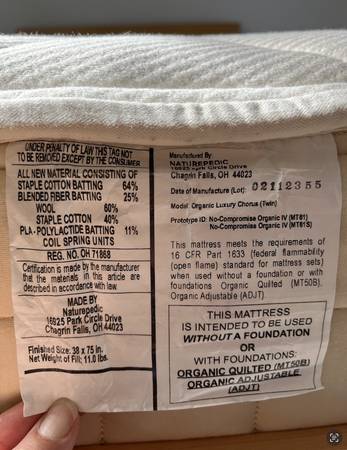 UNDER PENALTY OF LAW THIS TAG NOT
TO BE REMOVED EXCEPT BY THE CONSUMER
ALL NEW MATERIAL CONSISTING OF
STAPLE COTTON BATTING 64%
BLENDED FIBER BATTING 25%
WOOL 60%
STAPLE COTTON 40%
PLA-POLYLACTIDE BATTING 11%
COIL SPRING UNITS
REG. NO. OH 71868
Certification is made by the manufacturer
that the materials in this article are
described in accordance with law.
MADE BY
Naturepedic
16925 Park Circle Drive
Chagrin Falls, OH 44023
Finished Size: 38 x 75 in.
Net Weight of Fill: 11.0 lbs.
Manufactured By:
NATUREPEDIC
16925 Park Circle Drive
Chagrin Falls, OH 44023
Date of Manufacture (Lot): 02112355
Model: Organic Luxury Chorus (Twin)
Prototype ID: No-Compromise Organic IV (MT81)
No-Compromise Organic IV (MT81S)
This mattress meets the requirements of
16 CFR Part 1633 (federal flammability
(open flame) standard for mattress sets)
when used without a foundation or with
foundations Organic Quilted (MT50B),
Organic Adjustable (ADJT)
THIS MATTRESS
IS INTENDED TO BE USED
WITHOUT A FOUNDATION
OR
WITH FOUNDATIONS:
ORGANIC QUILTED (MT50B)
ORGANIC ADJUSTABLE
(ADJT)